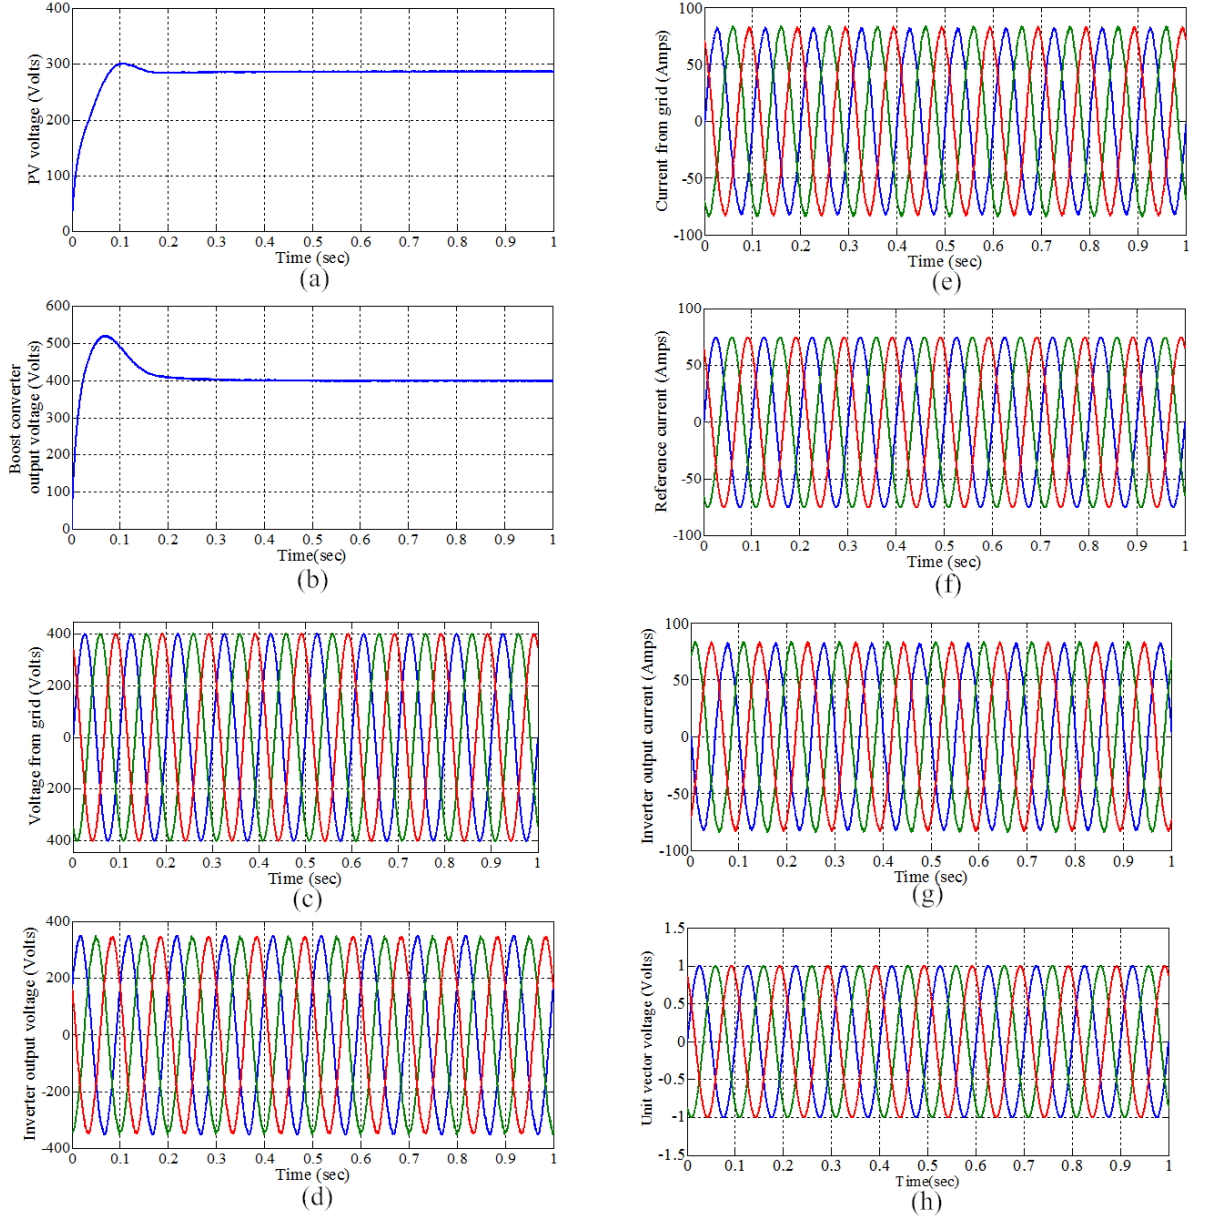 400
300
200
100
0
PV voltage (Volts)
0 0.1 0.2 0.3 0.4 0.5 0.6 0.7 0.8 0.9 1
Time (sec)
(a)
600
500
400
300
200
100
0
Boost converter
output voltage (Volts)
0 0.1 0.2 0.3 0.4 0.5 0.6 0.7 0.8 0.9 1
Time(sec)
(b)
400
200
0
200
400
Voltage from grid (Volts)
0 0.1 0.2 0.3 0.4 0.5 0.6 0.7 0.8 0.9 1
Time (sec)
(c)
400
200
0
-200
-400
Inverter output voltage (Volts)
0 0.1 0.2 0.3 0.4 0.5 0.6 0.7 0.8 0.9 1
Time (sec)
(d)
100
50
0
-50
-100
Current from grid (Amps)
0 0.1 0.2 0.3 0.4 0.5 0.6 0.7 0.8 0.9 1
Time (sec)
(e)
100
50
0
-50
-100
Reference current (Amps)
0 0.1 0.2 0.3 0.4 0.5 0.6 0.7 0.8 0.9 1
Time (sec)
(f)
100
50
0
-50
-100
Inverter output current (Amps)
0 0.1 0.2 0.3 0.4 0.5 0.6 0.7 0.8 0.9 1
Time (sec)
(g)
1.5
1
0.5
0
-0.5
-1
-1.5
Unit vector voltage (Volts)
0 0.1 0.2 0.3 0.4 0.5 0.6 0.7 0.8 0.9 1
Time(sec)
(h)